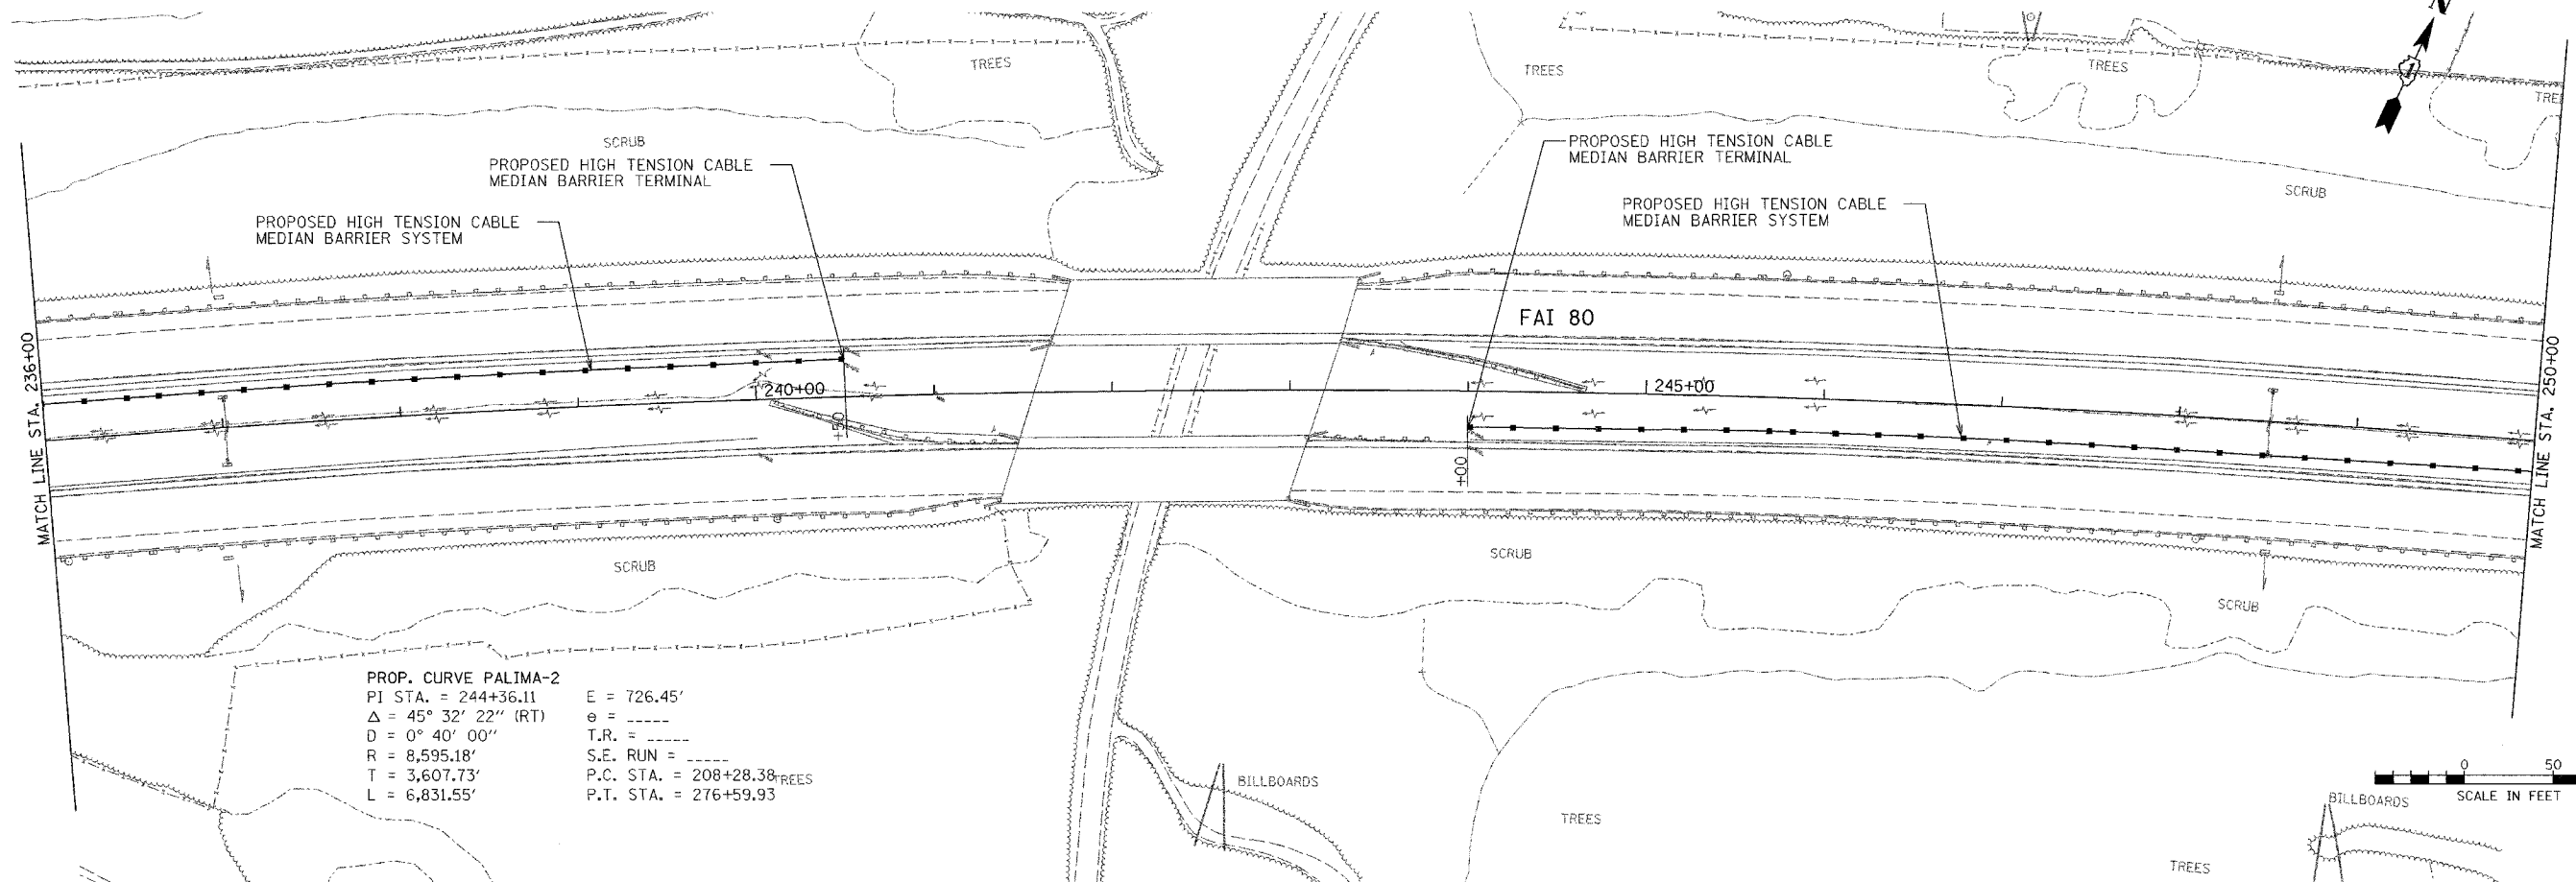 N
TREES
TREES
TREES
TRE
SCRUB
SCRUB
PROPOSED HIGH TENSION CABLE
MEDIAN BARRIER TERMINAL
PROPOSED HIGH TENSION CABLE
MEDIAN BARRIER TERMINAL
PROPOSED HIGH TENSION CABLE
MEDIAN BARRIER SYSTEM
PROPOSED HIGH TENSION CABLE
MEDIAN BARRIER SYSTEM
FAI 80
MATCH LINE STA. 236+00
MATCH LINE STA. 250+00
240+00
245+00
+50
+00
SCRUB
SCRUB
SCRUB
PROP. CURVE PALIMA-2
PI STA. = 244+36.11 E = 726.45'
Δ = 45° 32' 22" (RT) e = _____
D = 0° 40' 00" T.R. = _____
R = 8,595.18' S.E. RUN = _____
T = 3,607.73' P.C. STA. = 208+28.38
L = 6,831.55' P.T. STA. = 276+59.93
TREES
BILLBOARDS
TREES
0 50
SCALE IN FEET
BILLBOARDS
TREES